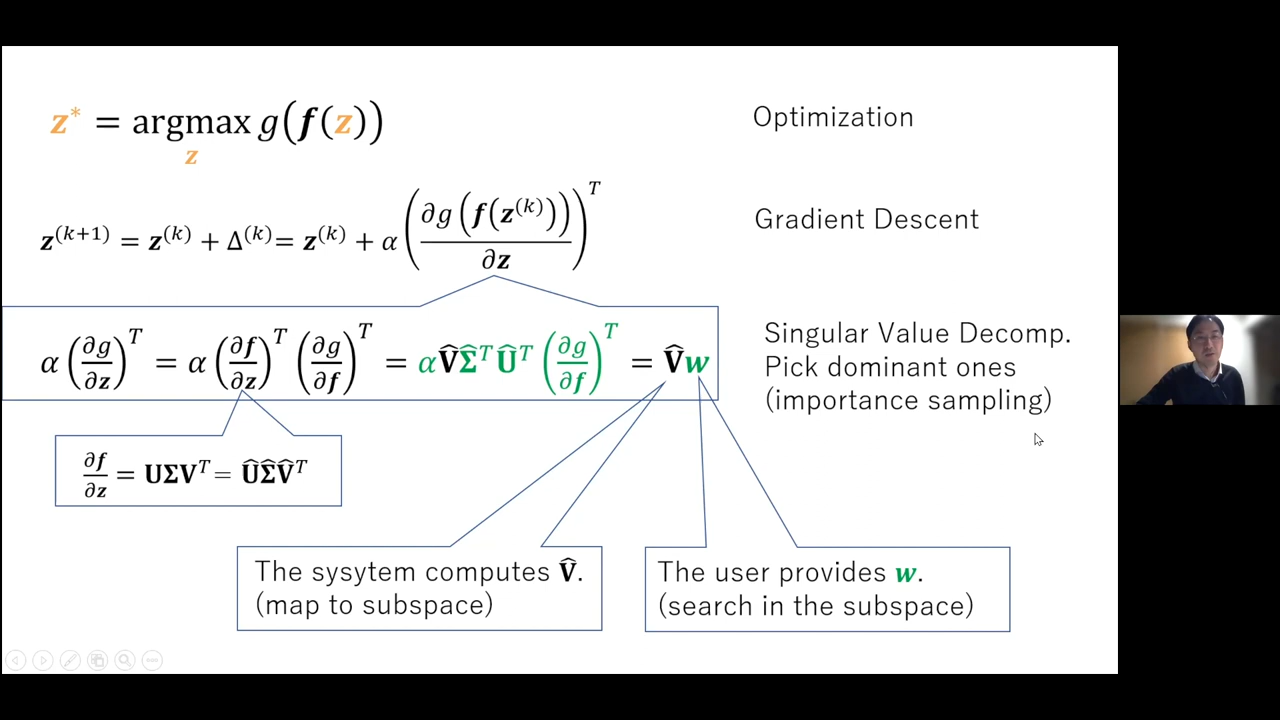 z* = argmax g(f(z))
z
Optimization
z^(k+1) = z^(k) + Δ^(k) = z^(k) + α (∂g(f(z^(k)))/∂z)^T
Gradient Descent
α (∂g/∂z)^T = α (∂f/∂z)^T (∂g/∂f)^T = αV̂Σ̂^T Û^T (∂g/∂f)^T = V̂w
Singular Value Decomp.
Pick dominant ones
(importance sampling)
∂f/∂z = UΣV^T = ÛΣ̂V̂^T
The sysytem computes V̂.
(map to subspace)
The user provides w.
(search in the subspace)